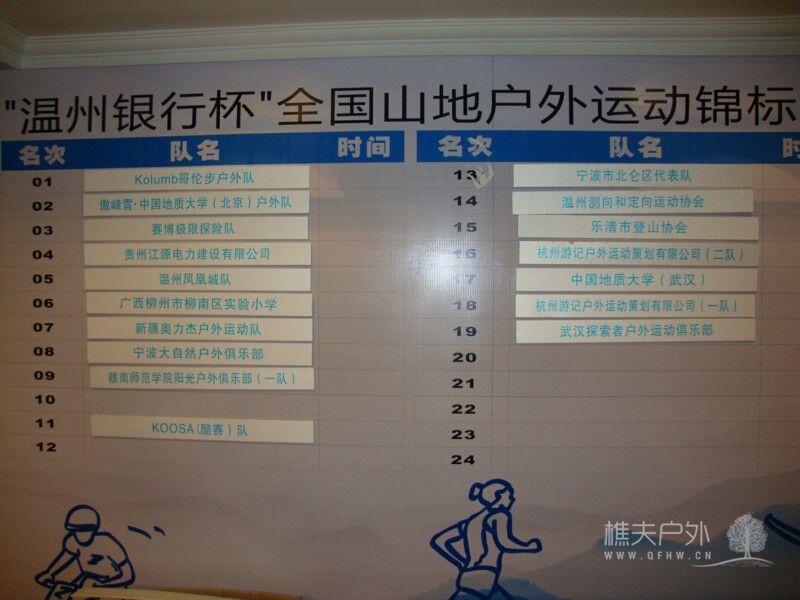 "温州银行杯"全国山地户外运动锦标
名次 队名 时间
01 Kolumb哥伦步户外队
02 傲峰雪·中国地质大学（北京）户外队
03 赛博极限探险队
04 贵州江源电力建设有限公司
05 温州凤凰城队
06 广西柳州市柳南区实验小学
07 新疆奥力杰户外运动队
08 宁波大自然户外俱乐部
09 赣南师范学院阳光户外俱乐部（一队）
10
11 KOOSA(酷赛）队
12
名次 队名
13 宁波市北仑区代表队
14 温州测向和定向运动协会
15 乐清市登山协会
16 杭州游记户外运动策划有限公司（二队）
17 中国地质大学（武汉）
18 杭州游记户外运动策划有限公司（一队）
19 武汉探索者户外运动俱乐部
20
21
22
23
24
樵夫户外
WWW.QFHW.CN